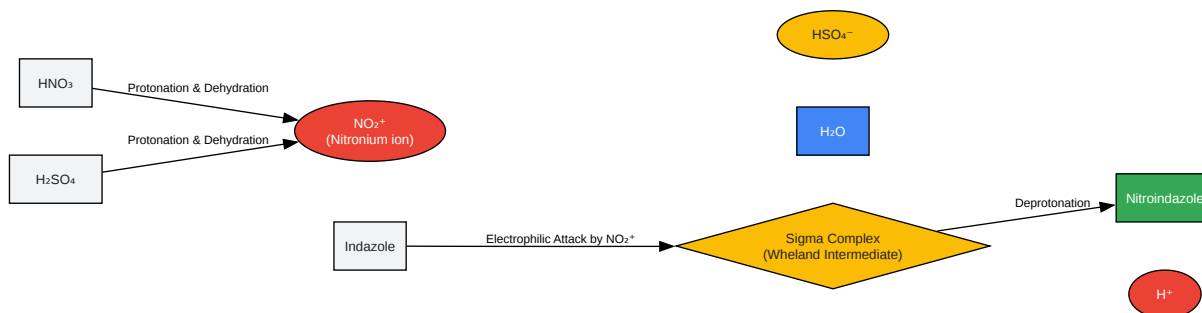 HSO₄⁻
HNO₃
Protonation & Dehydration
NO₂⁺
(Nitronium ion)
H₂O
Protonation & Dehydration
H₂SO₄
Nitroindazole
Deprotonation
Indazole
Electrophilic Attack by NO₂⁺
Sigma Complex
(Wheland Intermediate)
H⁺